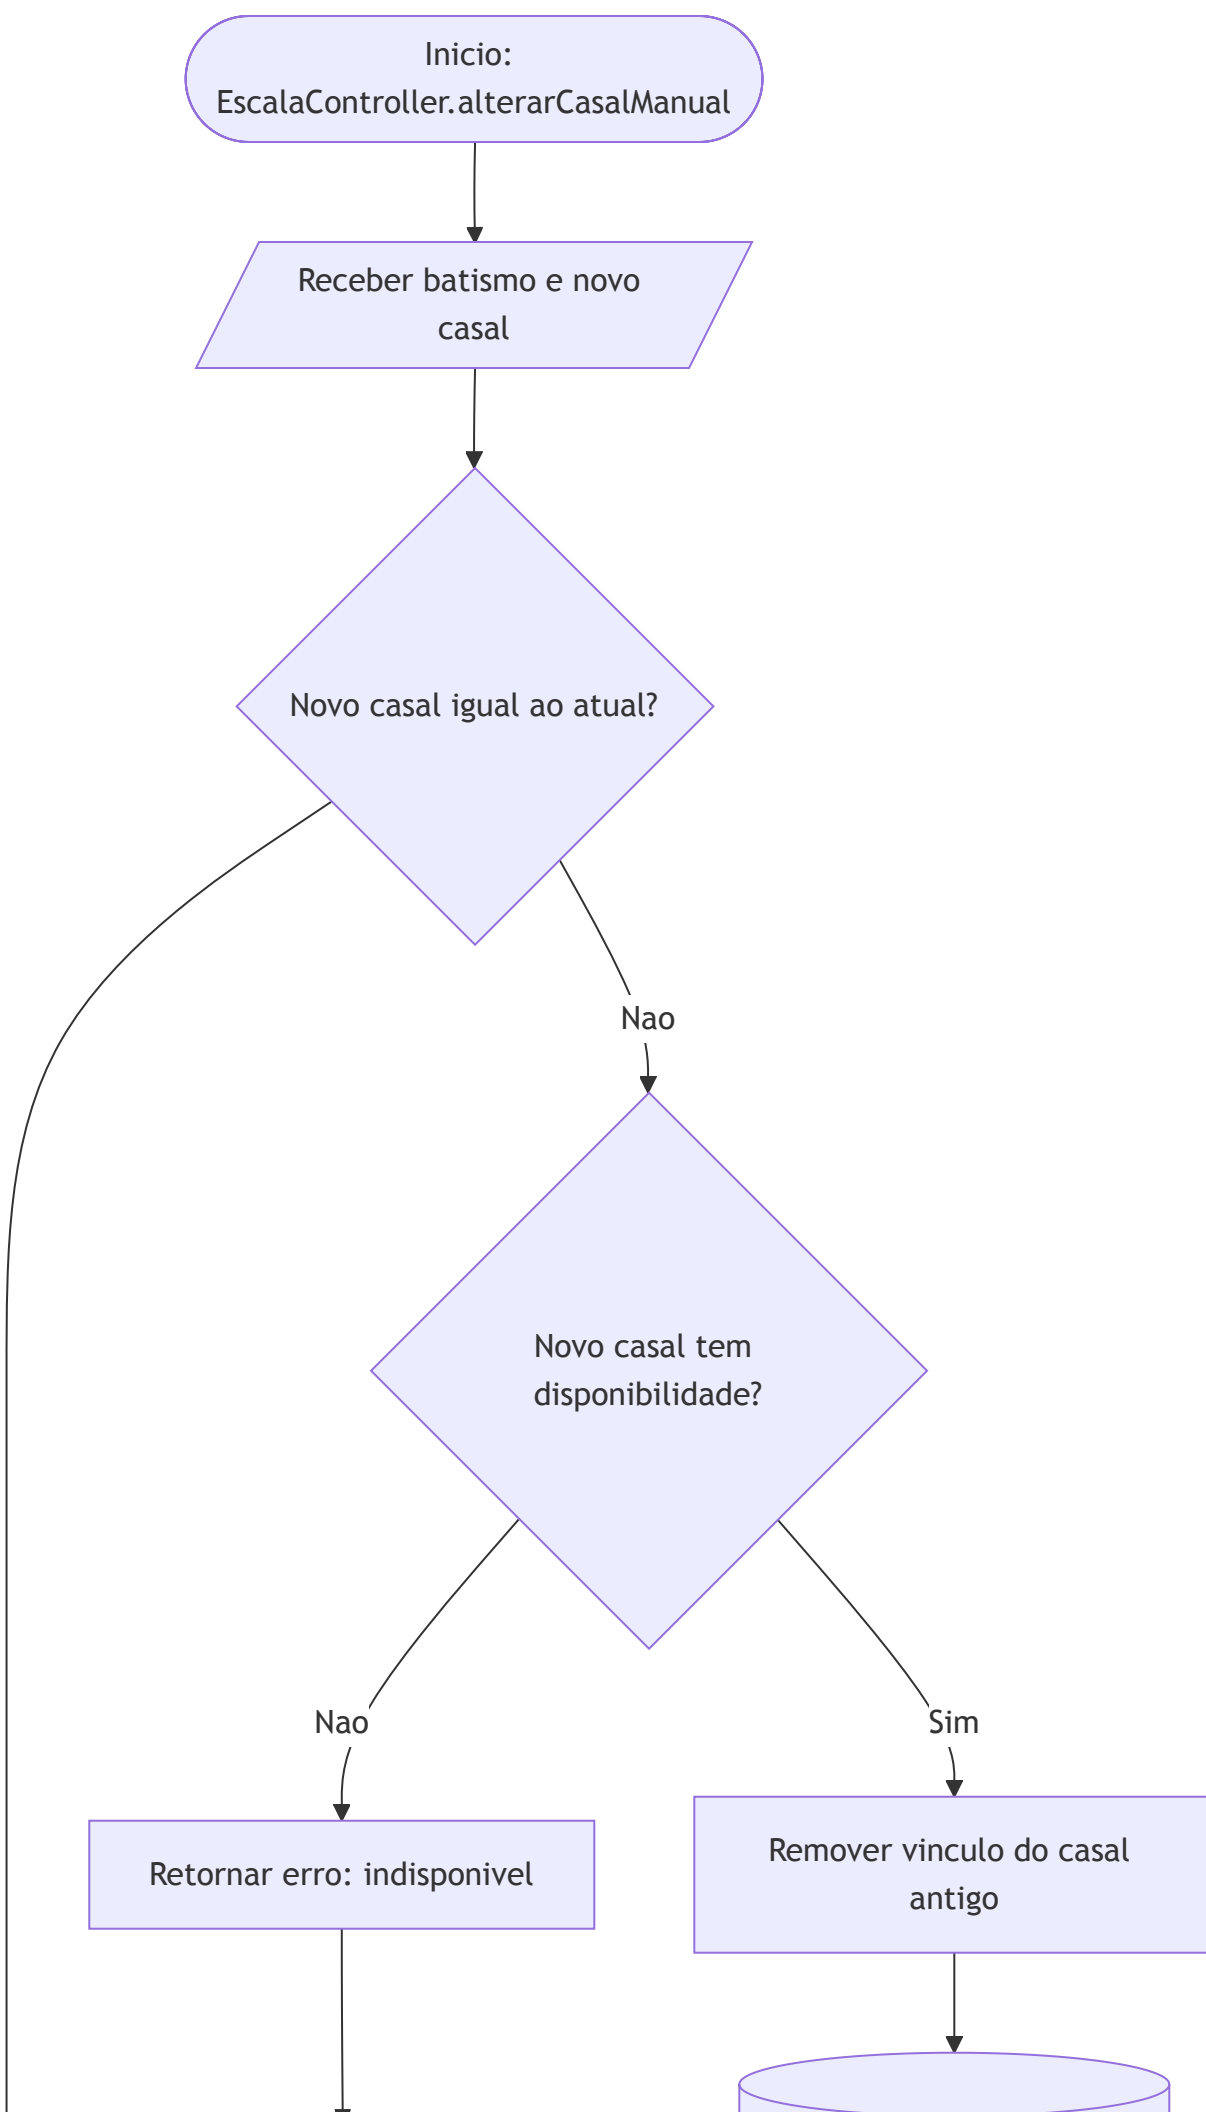 Inicio:
EscalaController.alterarCasalManual
Receber batismo e novo
casal
Novo casal igual ao atual?
Nao
Novo casal tem
disponibilidade?
Nao
Sim
Retornar erro: indisponivel
Remover vinculo do casal
antigo